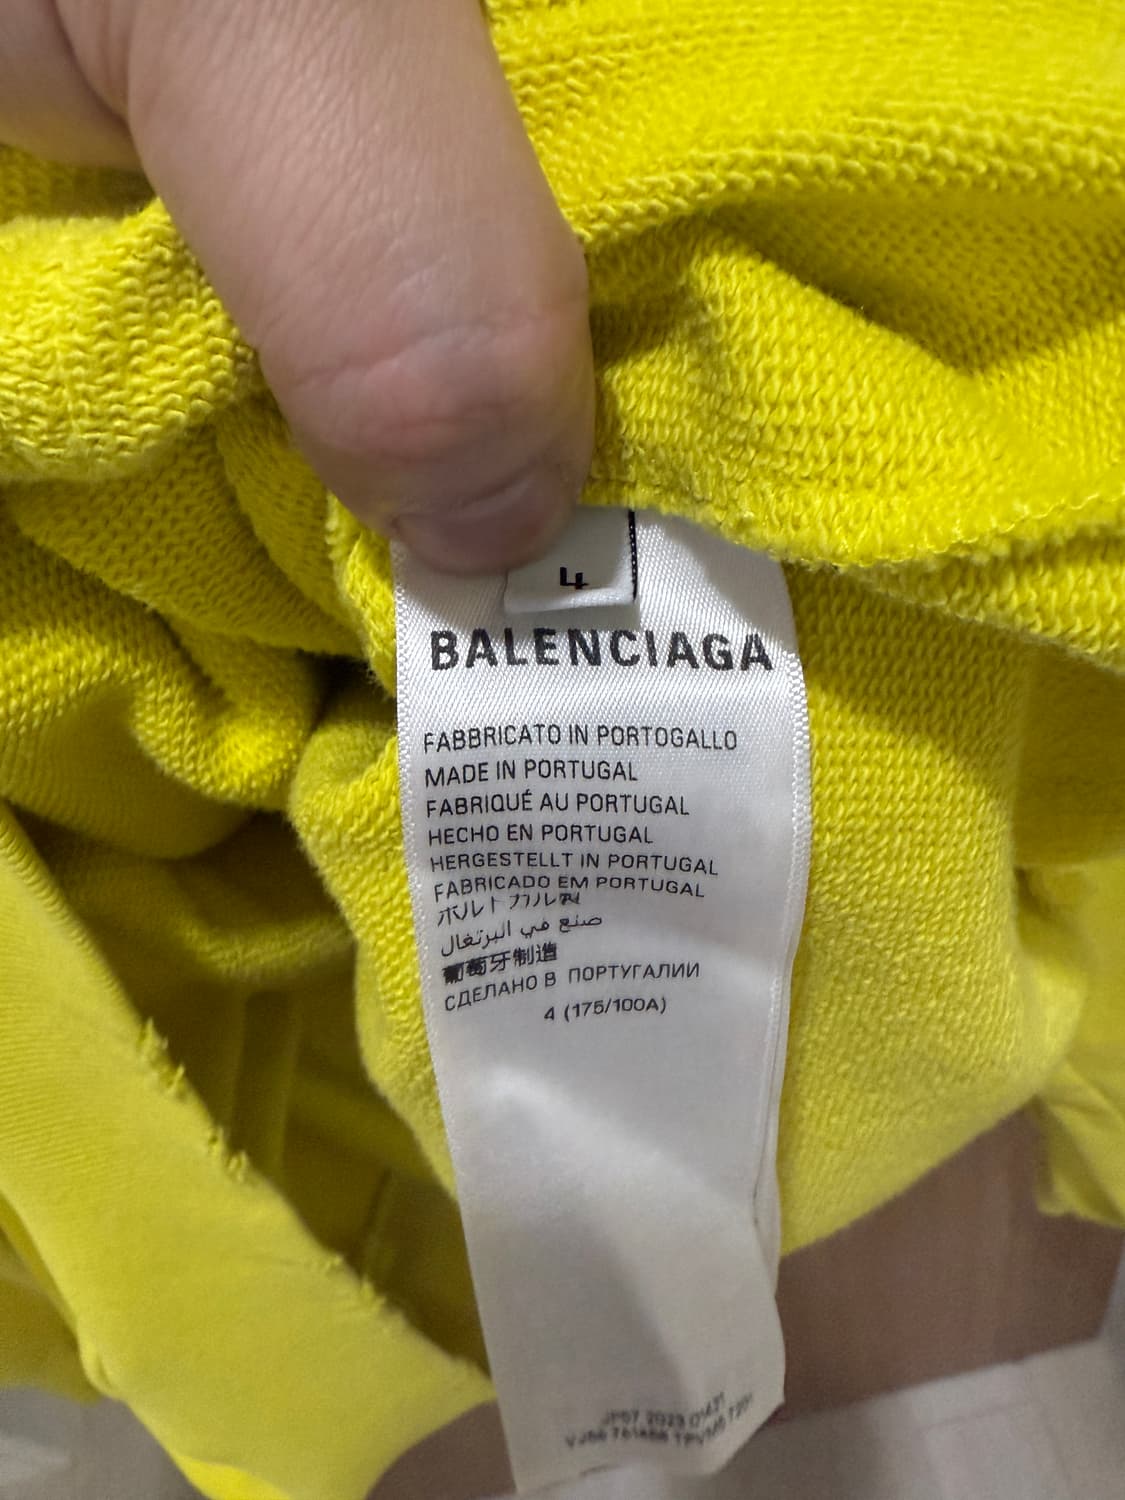 4
BALENCIAGA
FABBRICATO IN PORTOGALLO
MADE IN PORTUGAL
FABRIQUÉ AU PORTUGAL
HECHO EN PORTUGAL
HERGESTELLT IN PORTUGAL
FABRICADO EM PORTUGAL
ポルトガル製
صنع في البرتغال
葡萄牙制造
СДЕЛАНО В ПОРТУГАЛИИ
4 (175/100A)
2023